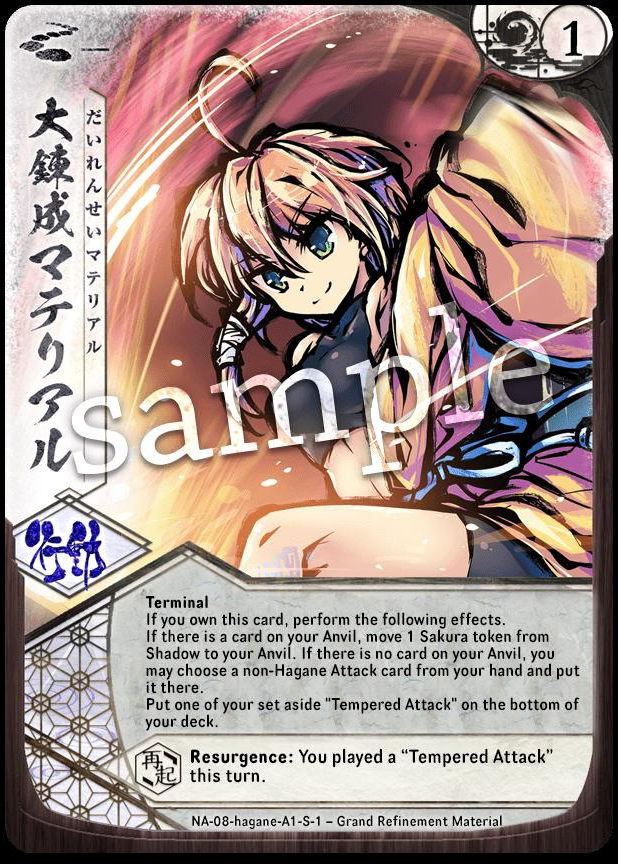 1
大錬成マテリアル
だいれんせいマテリアル
sample
行動
Terminal
If you own this card, perform the following effects.
If there is a card on your Anvil, move 1 Sakura token from
Shadow to your Anvil. If there is no card on your Anvil, you
may choose a non-Hagane Attack card from your hand and put
it there.
Put one of your set aside "Tempered Attack" on the bottom of
your deck.
再起
Resurgence: You played a “Tempered Attack”
this turn.
NA-08-hagane-A1-S-1 – Grand Refinement Material